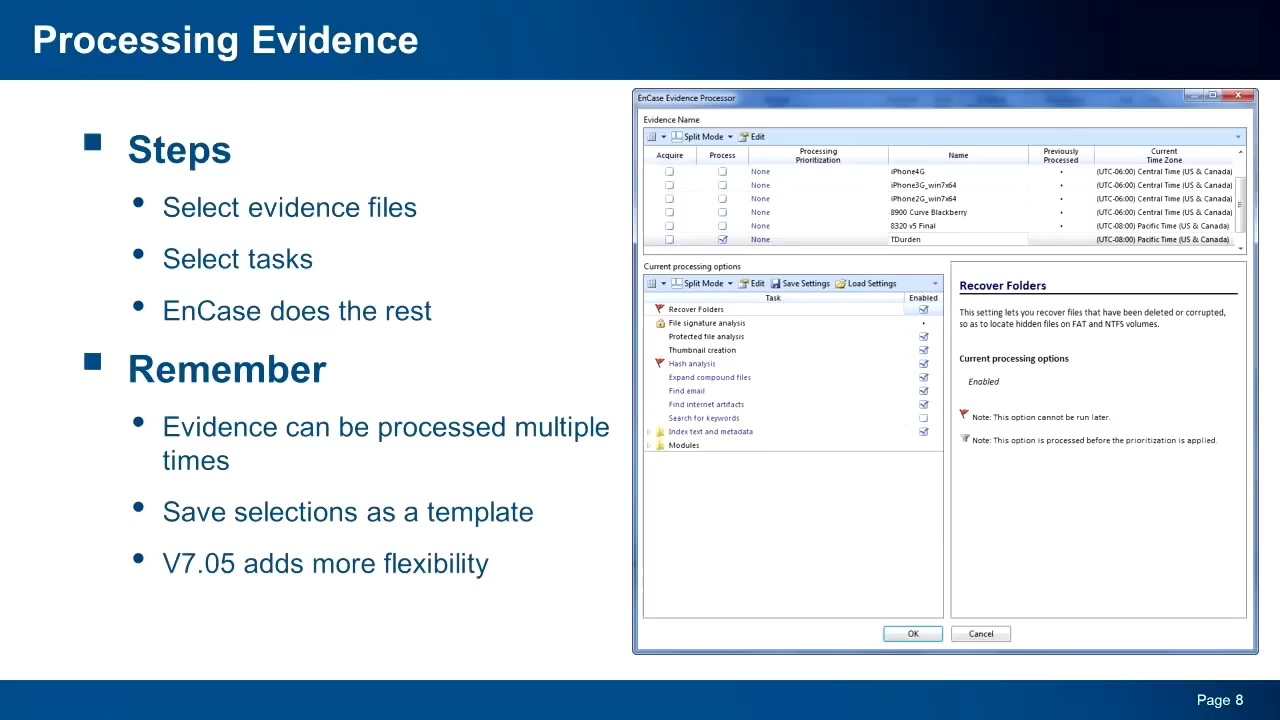 Processing Evidence
Steps
Select evidence files
Select tasks
EnCase does the rest
Remember
Evidence can be processed multiple
times
Save selections as a template
V7.05 adds more flexibility
EnCase Evidence Processor
Evidence Name
Split Mode Edit
Acquire Process Processing Prioritization Name Previously Processed Current Time Zone
None iPhone4G • (UTC-06:00) Central Time (US & Canada)
None iPhone3G_win7x64 • (UTC-06:00) Central Time (US & Canada)
None iPhone2G_win7x64 • (UTC-06:00) Central Time (US & Canada)
None 8900 Curve Blackberry • (UTC-06:00) Central Time (US & Canada)
None 8320 v5 Final • (UTC-08:00) Pacific Time (US & Canada)
None TDurden (UTC-08:00) Pacific Time (US & Canada)
Current processing options
Split Mode Edit Save Settings Load Settings
Task Enabled
Recover Folders
File signature analysis
Protected file analysis
Thumbnail creation
Hash analysis
Expand compound files
Find email
Find internet artifacts
Search for keywords
Index text and metadata
Modules
Recover Folders
This setting lets you recover files that have been deleted or corrupted,
so as to locate hidden files on FAT and NTFS volumes.
Current processing options
Enabled
Note: This option cannot be run later.
Note: This option is processed before the prioritization is applied.
OK Cancel
Page 8